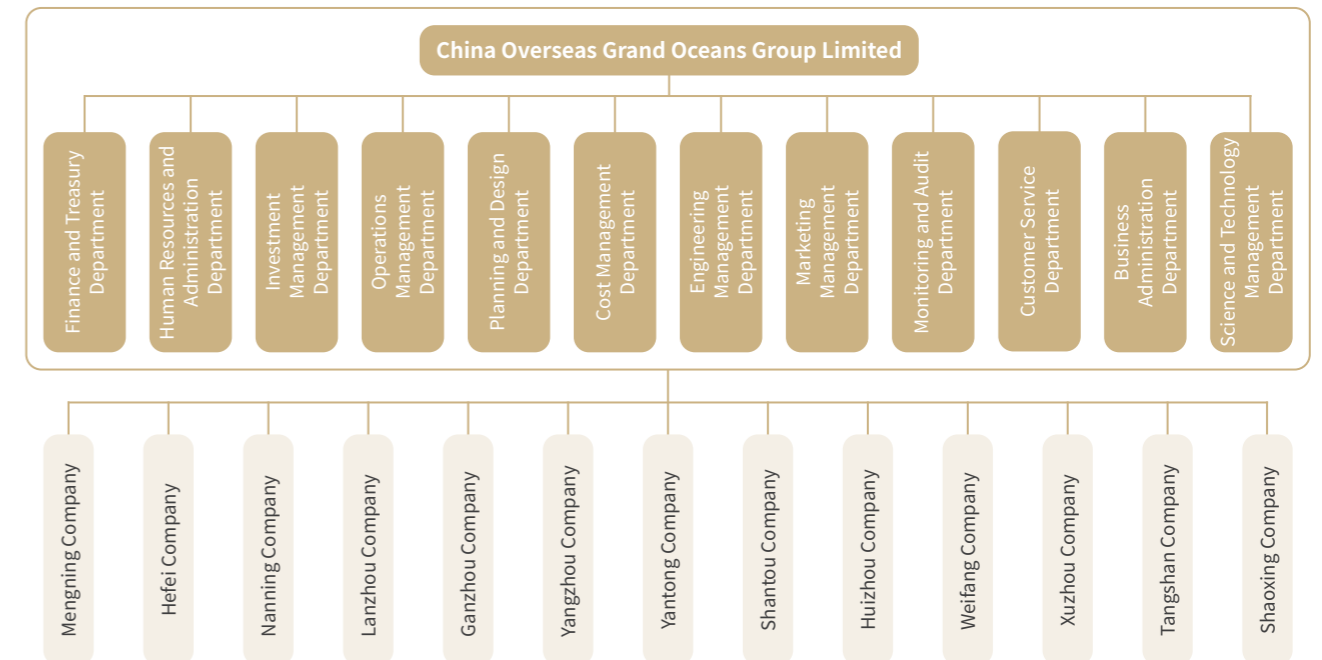 China Overseas Grand Oceans Group Limited
Finance and Treasury
Department
Human Resources and
Administration
Department
Investment
Management
Department
Operations
Management
Department
Planning and Design
Department
Cost Management
Department
Engineering
Management
Department
Marketing
Management
Department
Monitoring and Audit
Department
Customer Service
Department
Business
Administration
Department
Science and Technology
Management
Department
Mengning Company
Hefei Company
Nanning Company
Lanzhou Company
Ganzhou Company
Yangzhou Company
Yantong Company
Shantou Company
Huizhou Company
Weifang Company
Xuzhou Company
Tangshan Company
Shaoxing Company